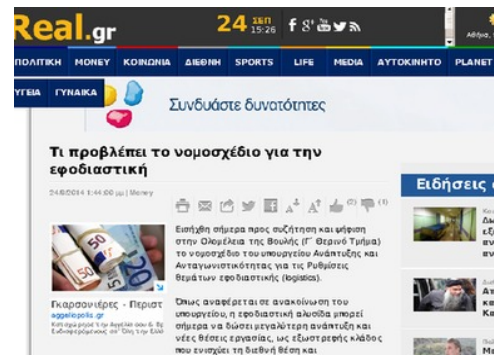 Real.gr
24 ΣΕΠ 15:26
Αθήνα,
ΠΟΛΙΤΙΚΗ MONEY ΚΟΙΝΩΝΙΑ ΔΙΕΘΝΗ SPORTS LIFE MEDIA ΑΥΤΟΚΙΝΗΤΟ PLANET
ΥΓΕΙΑ ΓΥΝΑΙΚΑ
Συνδυάστε δυνατότητες
Τι προβλέπει το νομοσχέδιο για την
εφοδιαστική
24/9/2014 1:44:00 μμ | Money
(2) (1)
Ειδήσεις
Εισήχθη σήμερα προς συζήτηση και ψήφιση
στην Ολομέλεια της Βουλής (Γ΄ Θερινό Τμήμα)
το νομοσχέδιο του υπουργείου Ανάπτυξης και
Ανταγωνιστικότητας για τις Ρυθμίσεις
θεμάτων εφοδιαστικής (logistics).
Γκαρσονιέρες - Περιστ
aggeliopolis.gr
Όπως αναφέρεται σε ανακοίνωση του
υπουργείου, η εφοδιαστική αλυσίδα μπορεί
σήμερα να δώσει μεγαλύτερη ανάπτυξη και
νέες θέσεις εργασίας, ως εξωστρεφής κλάδος
που ενισχύει τη διεθνή θέση και